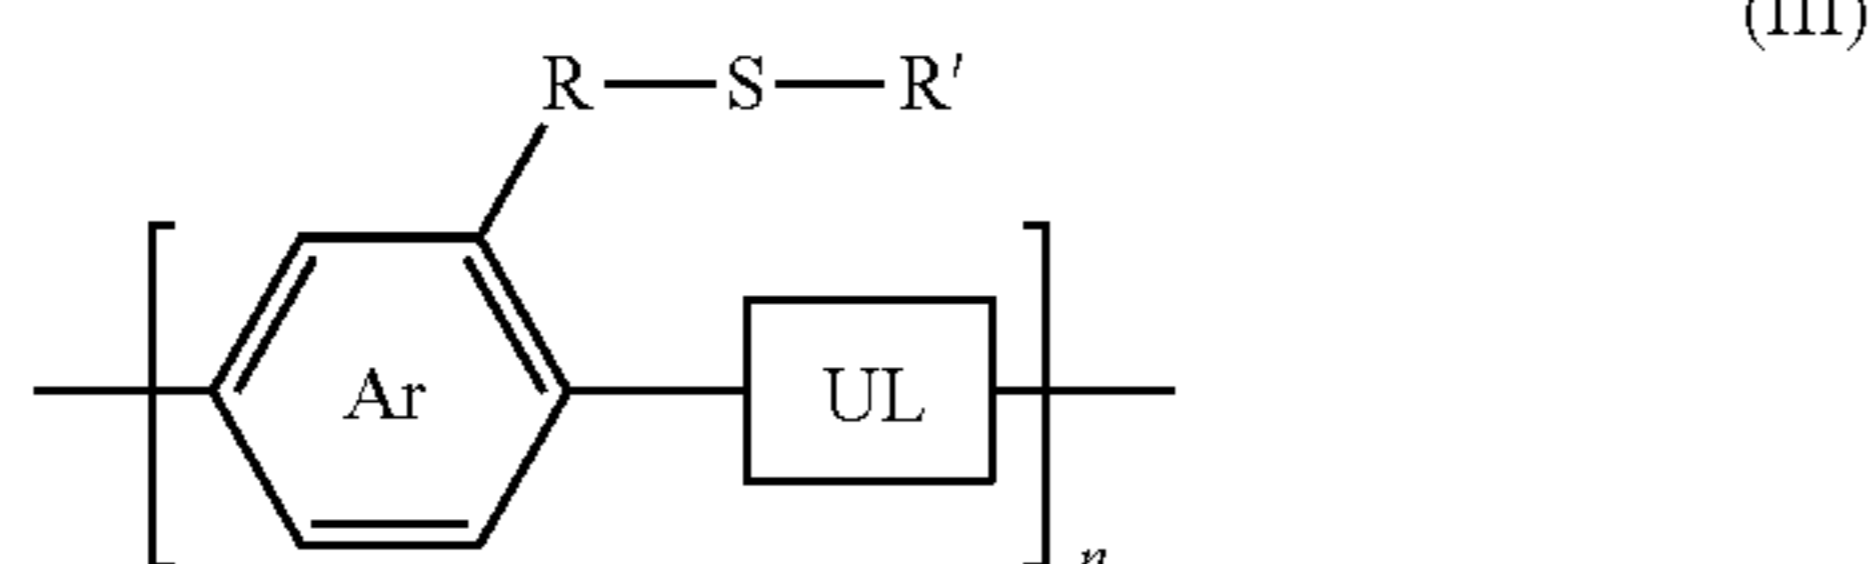 (III)
R—S—R′
Ar
UL
n